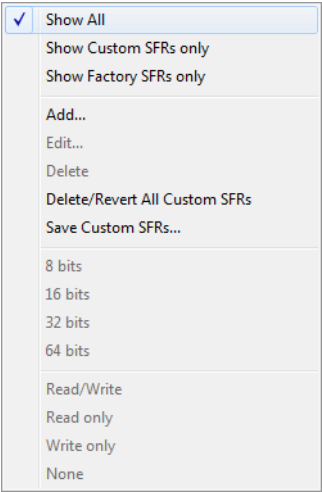 Show All
Show Custom SFRs only
Show Factory SFRs only
Add...
Edit...
Delete
Delete/Revert All Custom SFRs
Save Custom SFRs...
8 bits
16 bits
32 bits
64 bits
Read/Write
Read only
Write only
None